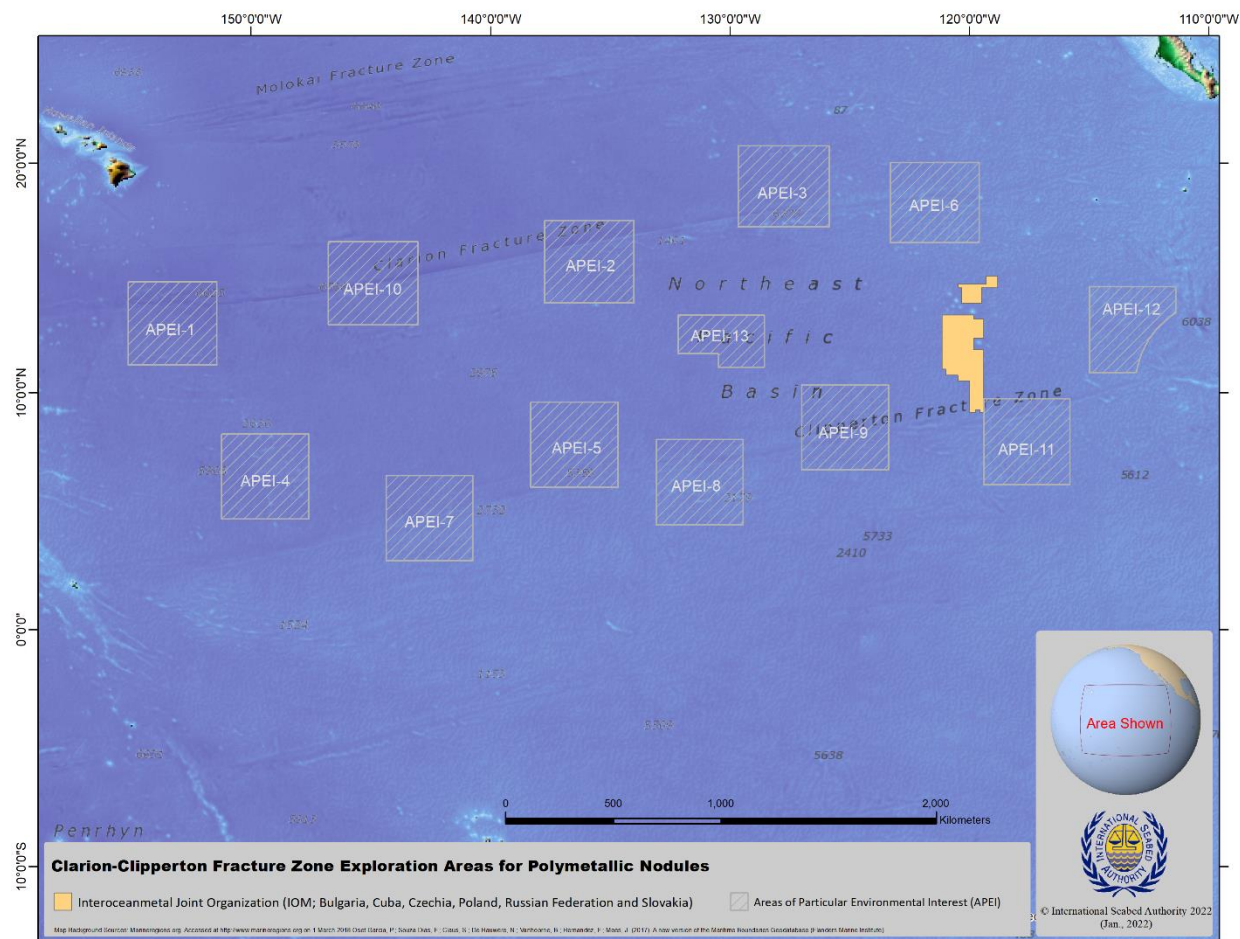 150°0'0"W 140°0'0"W 130°0'0"W 120°0'0"W 110°0'0"W
Molokai Fracture Zone
87
20°0'0"N
APEI-3
APEI-6
Clarion Fracture Zone
APEI-2
APEI-10
Northeast
APEI-1
APEI-12
6038
APEI-13
Pacific
10°0'0"N
Basin
Clipperton Fracture Zone
APEI-9
APEI-5
APEI-11
APEI-4
APEI-8
5612
APEI-7
5733
2410
0°0'0"
Area Shown
5638
0 500 1,000 2,000
Kilometers
Penrhyn
10°0'0"S
Clarion-Clipperton Fracture Zone Exploration Areas for Polymetallic Nodules
Interoceanmetal Joint Organization (IOM; Bulgaria, Cuba, Czechia, Poland, Russian Federation and Slovakia)
Areas of Particular Environmental Interest (APEI)
INTERNATIONAL SEABED AUTHORITY
© International Seabed Authority 2022
(Jan., 2022)